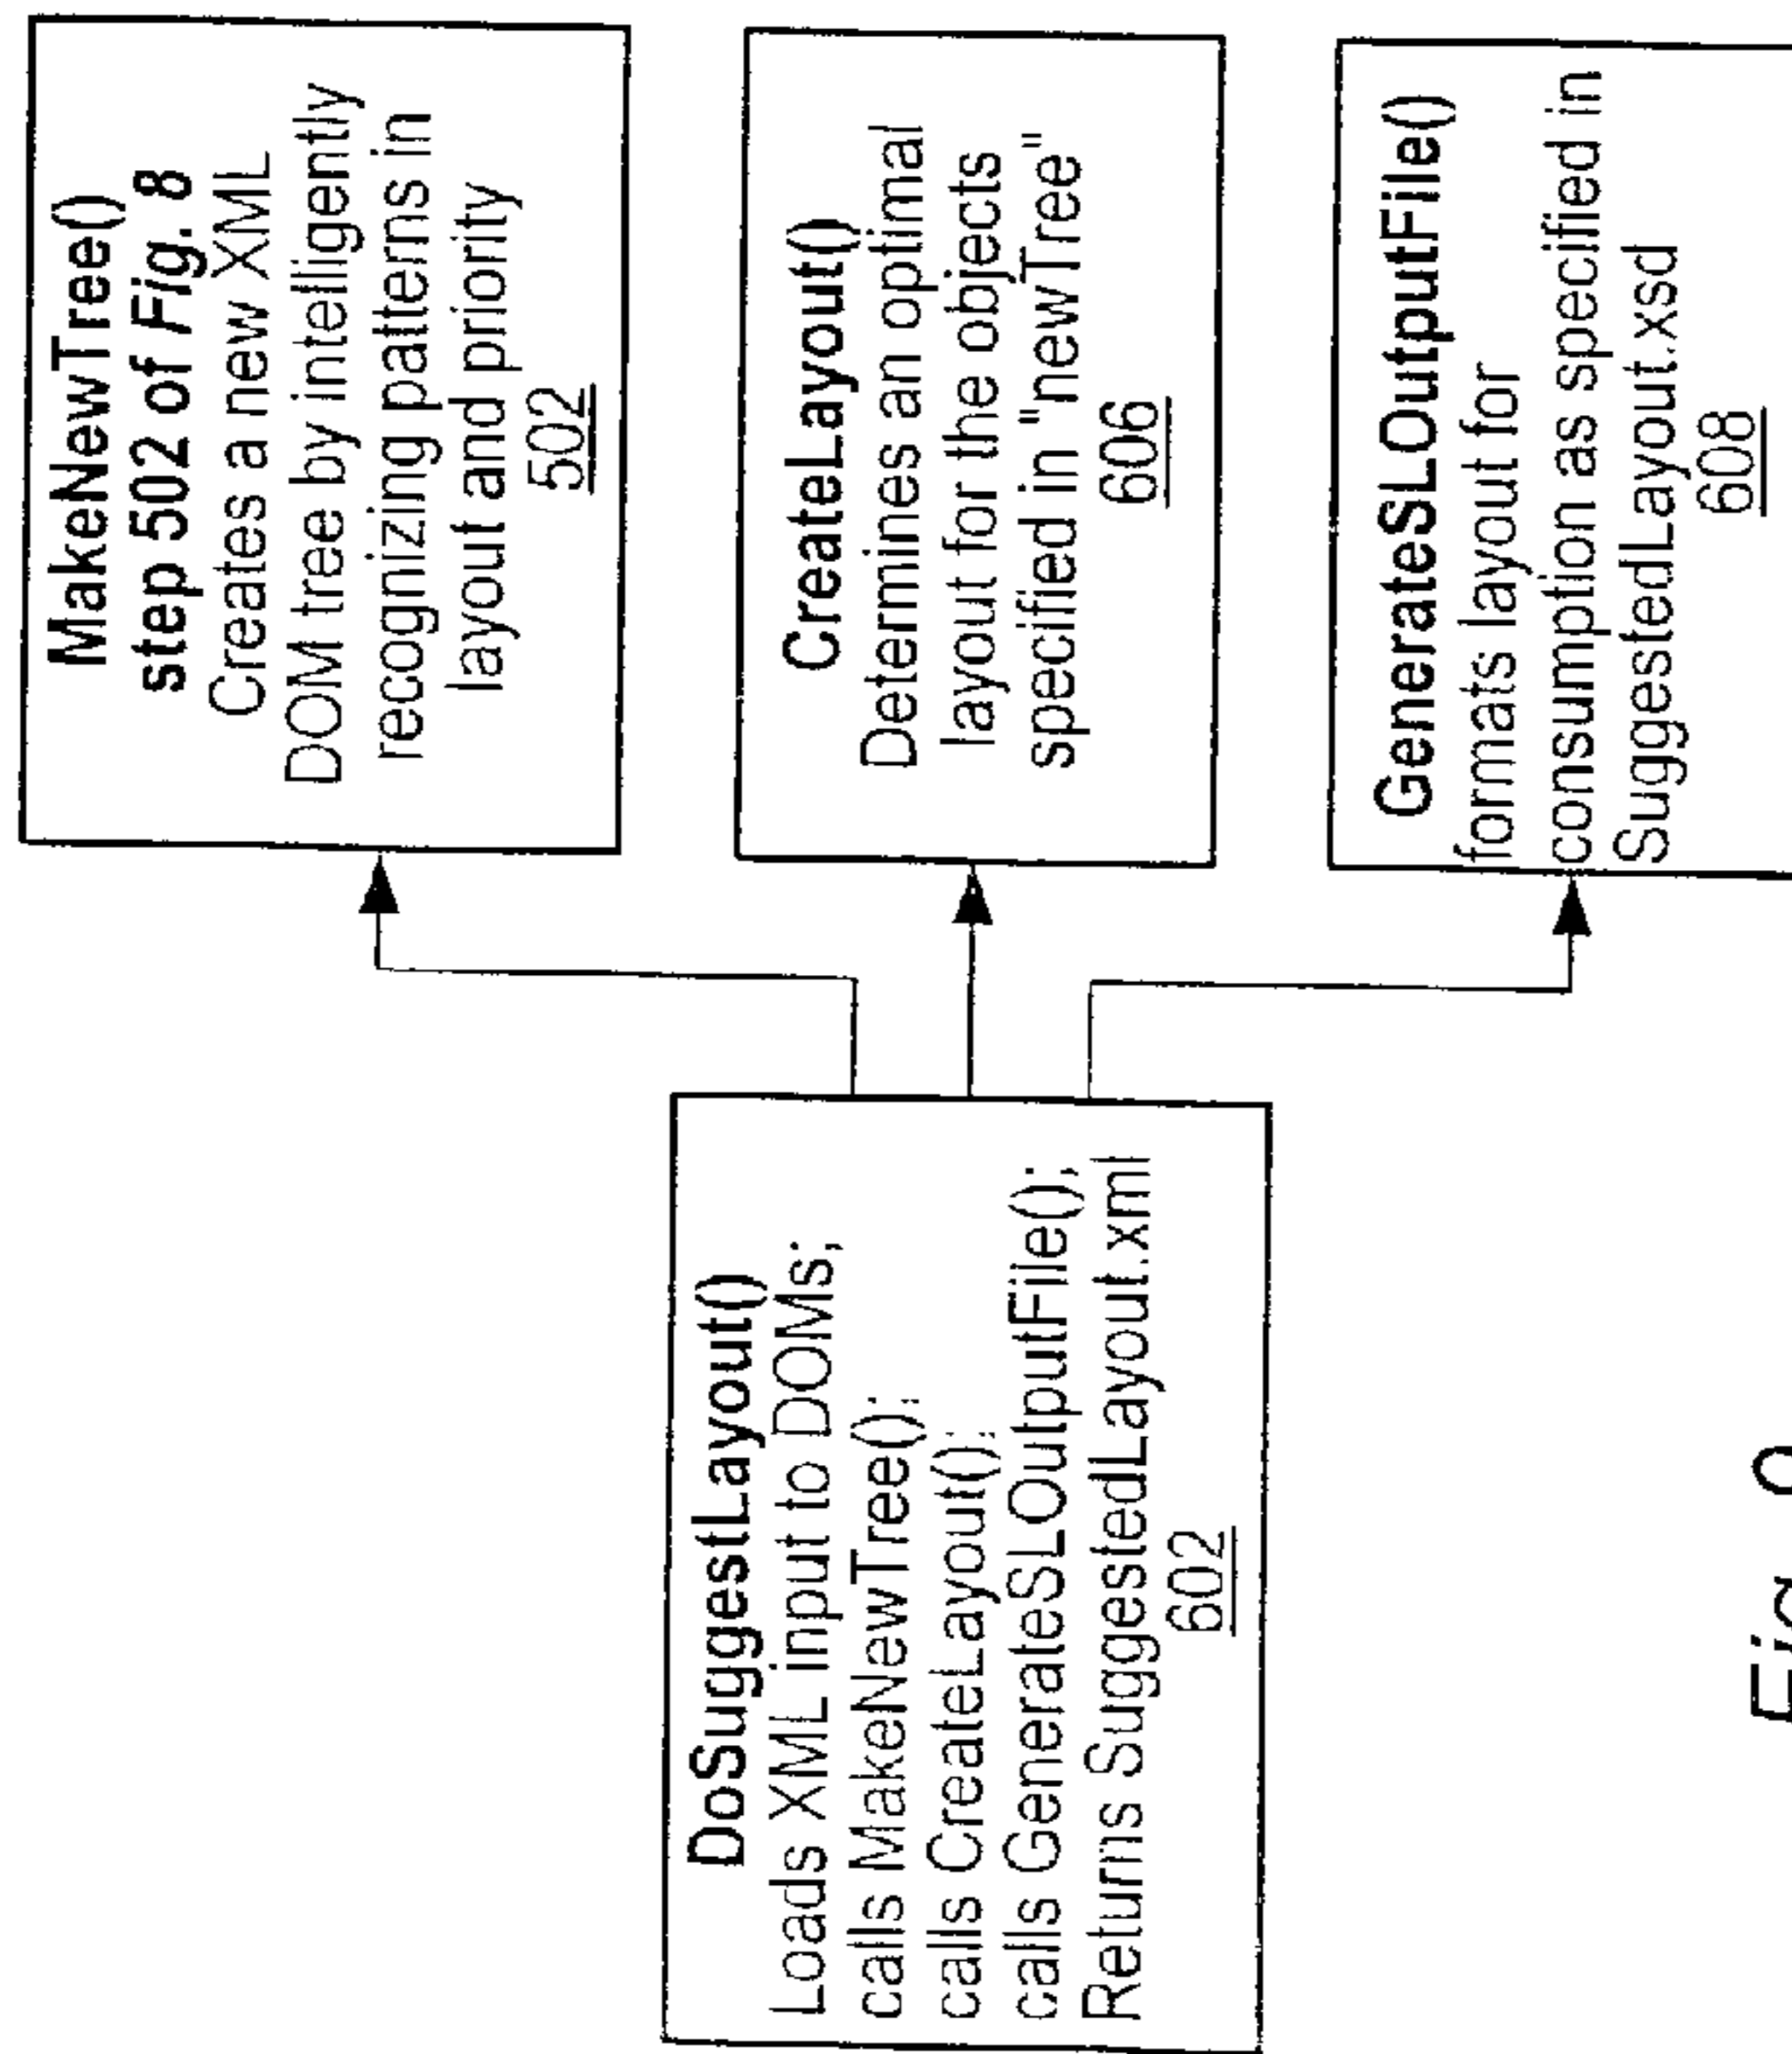 DoSuggestLayout()
Loads XML input to DOMs;
calls MakeNewTree();
calls CreateLayout();
calls GenerateSLOutputFile();
Returns SuggestedLayout.xml
602
MakeNewTree()
step 502 of Fig. 8
Creates a new XML
DOM tree by intelligently
recognizing patterns in
layout and priority
502
CreateLayout()
Determines an optimal
layout for the objects
specified in "newTree"
606
GenerateSLOutputFile()
formats layout for
consumption as specified in
SuggestedLayout.xsd
608
Fig.